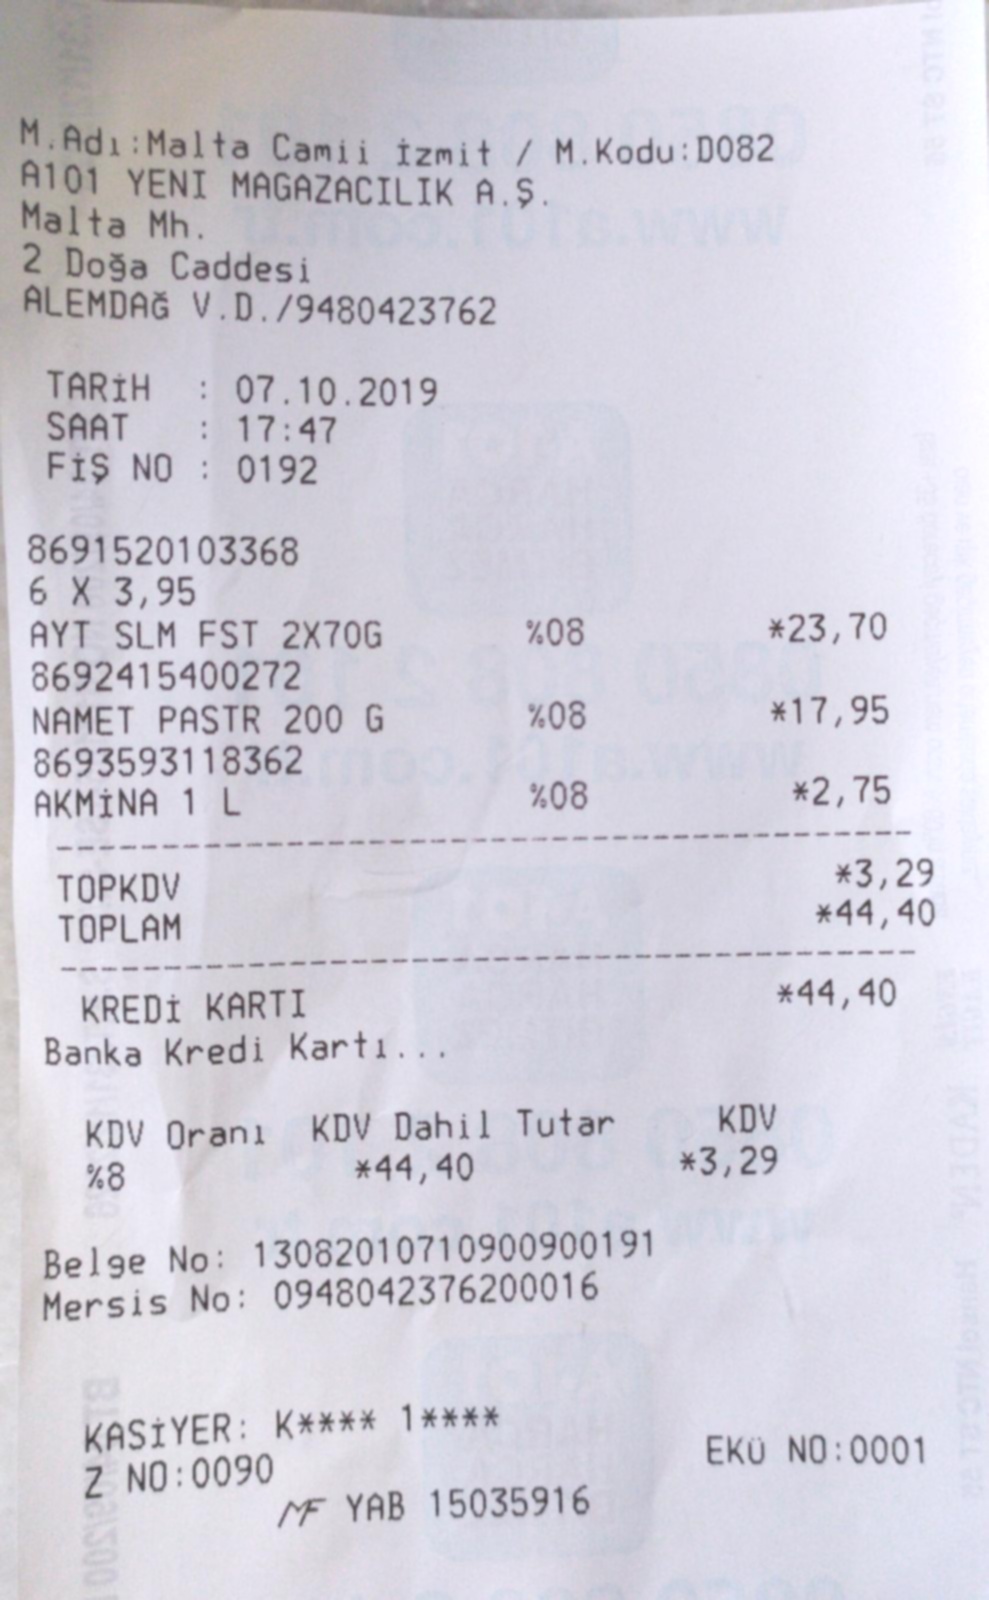 M.Adı:Malta Camii İzmit / M.Kodu:D082
A101 YENI MAGAZACILIK A.Ş.
Malta Mh.
2 Doğa Caddesi
ALEMDAĞ V.D./9480423762
TARİH : 07.10.2019
SAAT : 17:47
FİŞ NO : 0192
8691520103368
6 X 3,95
AYT SLM FST 2X70G %08 *23,70
8692415400272
NAMET PASTR 200 G %08 *17,95
8693593118362
AKMİNA 1 L %08 *2,75
TOPKDV *3,29
TOPLAM *44,40
KREDİ KARTI *44,40
Banka Kredi Kartı...
KDV Oranı KDV Dahil Tutar KDV
%8 *44,40 *3,29
Belge No: 13082010710900900191
Mersis No: 0948042376200016
KASİYER: K**** 1****
Z NO:0090 EKÜ NO:0001
MF YAB 15035916